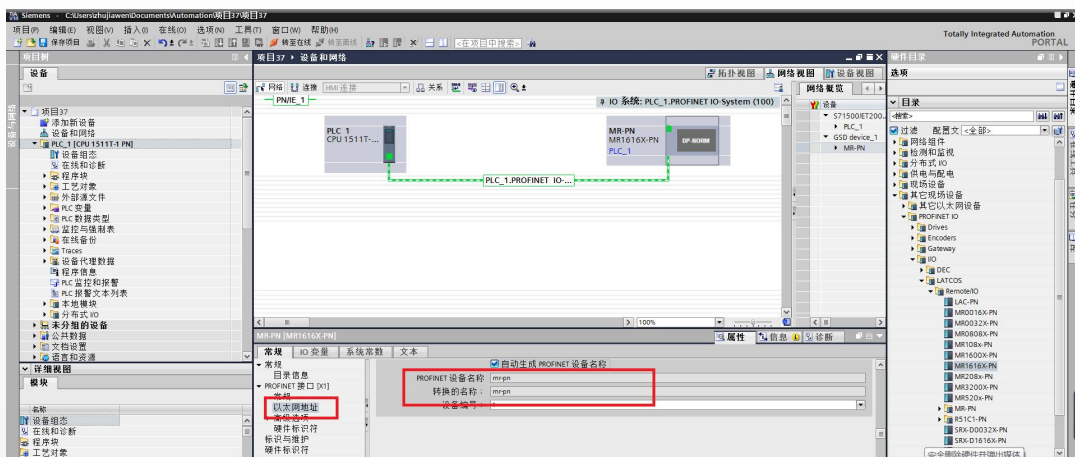 Siemens - C:\Users\zhujiawen\Documents\Automation\项目37\项目37
项目(P) 编辑(E) 视图(V) 插入(I) 在线(O) 选项(N) 工具(T) 窗口(W) 帮助(H)
Totally Integrated Automation
PORTAL
保存项目
转至在线 转至离线
<在项目中搜索>
项目树
项目37 ▸ 设备和网络
硬件目录
设备
拓扑视图 网络视图 设备视图
选项
网络 连接 HMI 连接 关系
网络概览
设备
S71500/ET200...
PLC_1
GSD device_1
MR-PN
PN/IE_1
IO 系统: PLC_1.PROFINET IO-System (100)
PLC_1
CPU 1511T-...
MR-PN
MR1616X-PN
PLC_1
DP-NORM
PLC_1.PROFINET IO-...
项目37
添加新设备
设备和网络
PLC_1 [CPU 1511T-1 PN]
设备组态
在线和诊断
程序块
工艺对象
外部源文件
PLC 变量
PLC 数据类型
监控与强制表
在线备份
Traces
设备代理数据
程序信息
PLC 监控和报警
PLC 报警文本列表
本地模块
分布式 I/O
未分组的设备
公共数据
文档设置
语言和资源
详细视图
模块
名称
设备组态
在线和诊断
程序块
工艺对象
100%
MR-PN [MR1616X-PN]
属性 信息 诊断
常规 IO 变量 系统常数 文本
常规
目录信息
PROFINET 接口 [X1]
常规
以太网地址
高级选项
硬件标识符
标识与维护
硬件标识符
自动生成 PROFINET 设备名称
PROFINET 设备名称 mr-pn
转换的名称: mr-pn
设备编号:
目录
<搜索>
过滤 配置文 <全部>
网络组件
检测和监视
分布式 I/O
供电与配电
现场设备
其它现场设备
其它以太网设备
PROFINET IO
Drives
Encoders
Gateway
I/O
DEC
LATCOS
RemoteIO
LAC-PN
MR0016X-PN
MR0032X-PN
MR0808X-PN
MR108x-PN
MR1600X-PN
MR1616X-PN
MR208x-PN
MR3200X-PN
MR520x-PN
MR-PN
R51C1-PN
SRX-D0032X-PN
SRX-D1616X-PN
安全删除硬件并弹出媒体